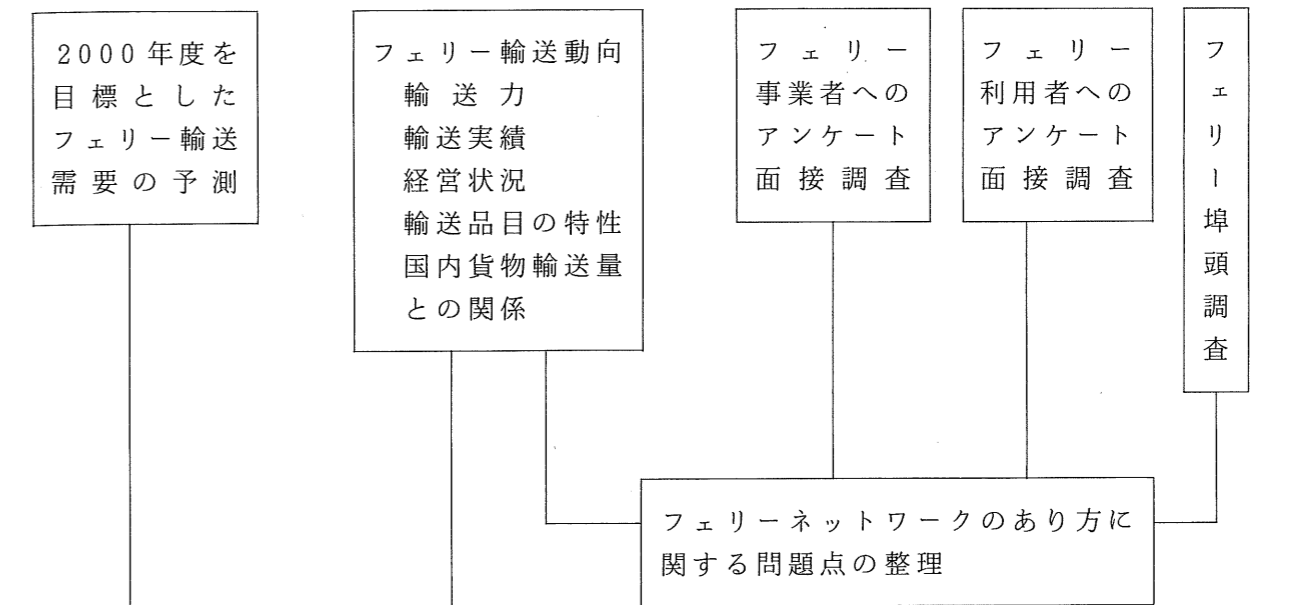 2000年度を
目標とした
フェリー輸送
需要の予測
フェリー輸送動向
輸送力
輸送実績
経営状況
輸送品目の特性
国内貨物輸送量
との関係
フェリー
事業者への
アンケート
面接調査
フェリー
利用者への
アンケート
面接調査
フェリー埠頭調査
フェリーネットワークのあり方に
関する問題点の整理